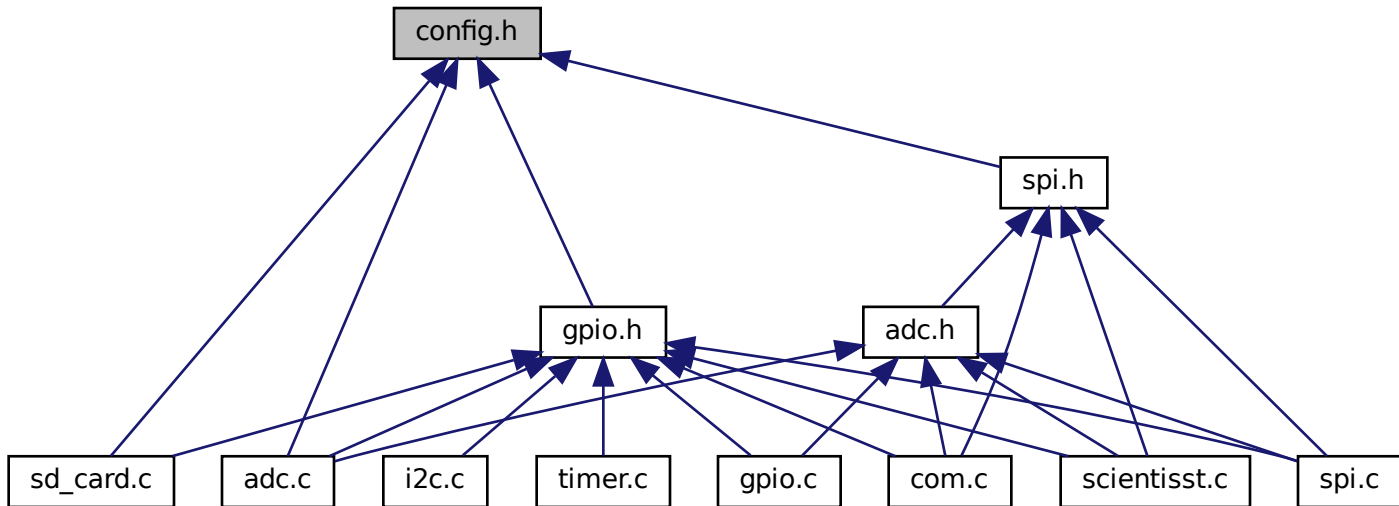 config.h
spi.h
gpio.h
adc.h
sd_card.c
adc.c
i2c.c
timer.c
gpio.c
com.c
scientisst.c
spi.c